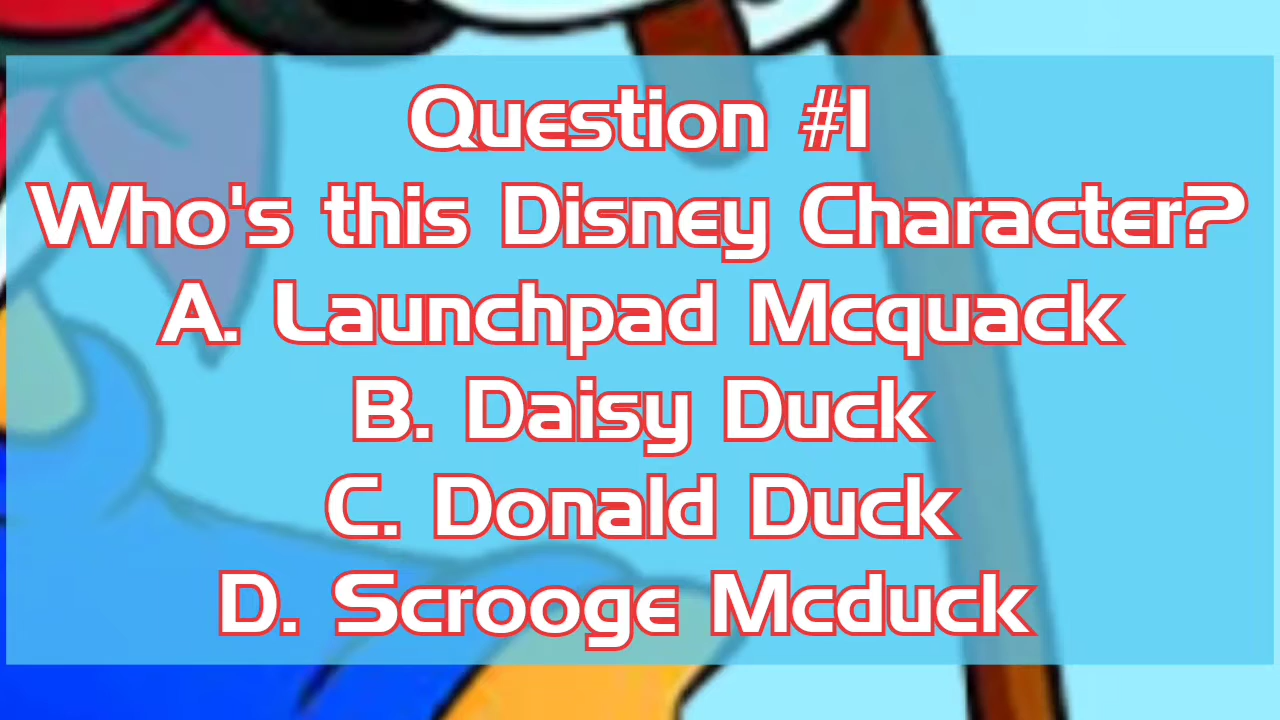 Question #1
Who's this Disney Character?
A. Launchpad Mcquack
B. Daisy Duck
C. Donald Duck
D. Scrooge Mcduck